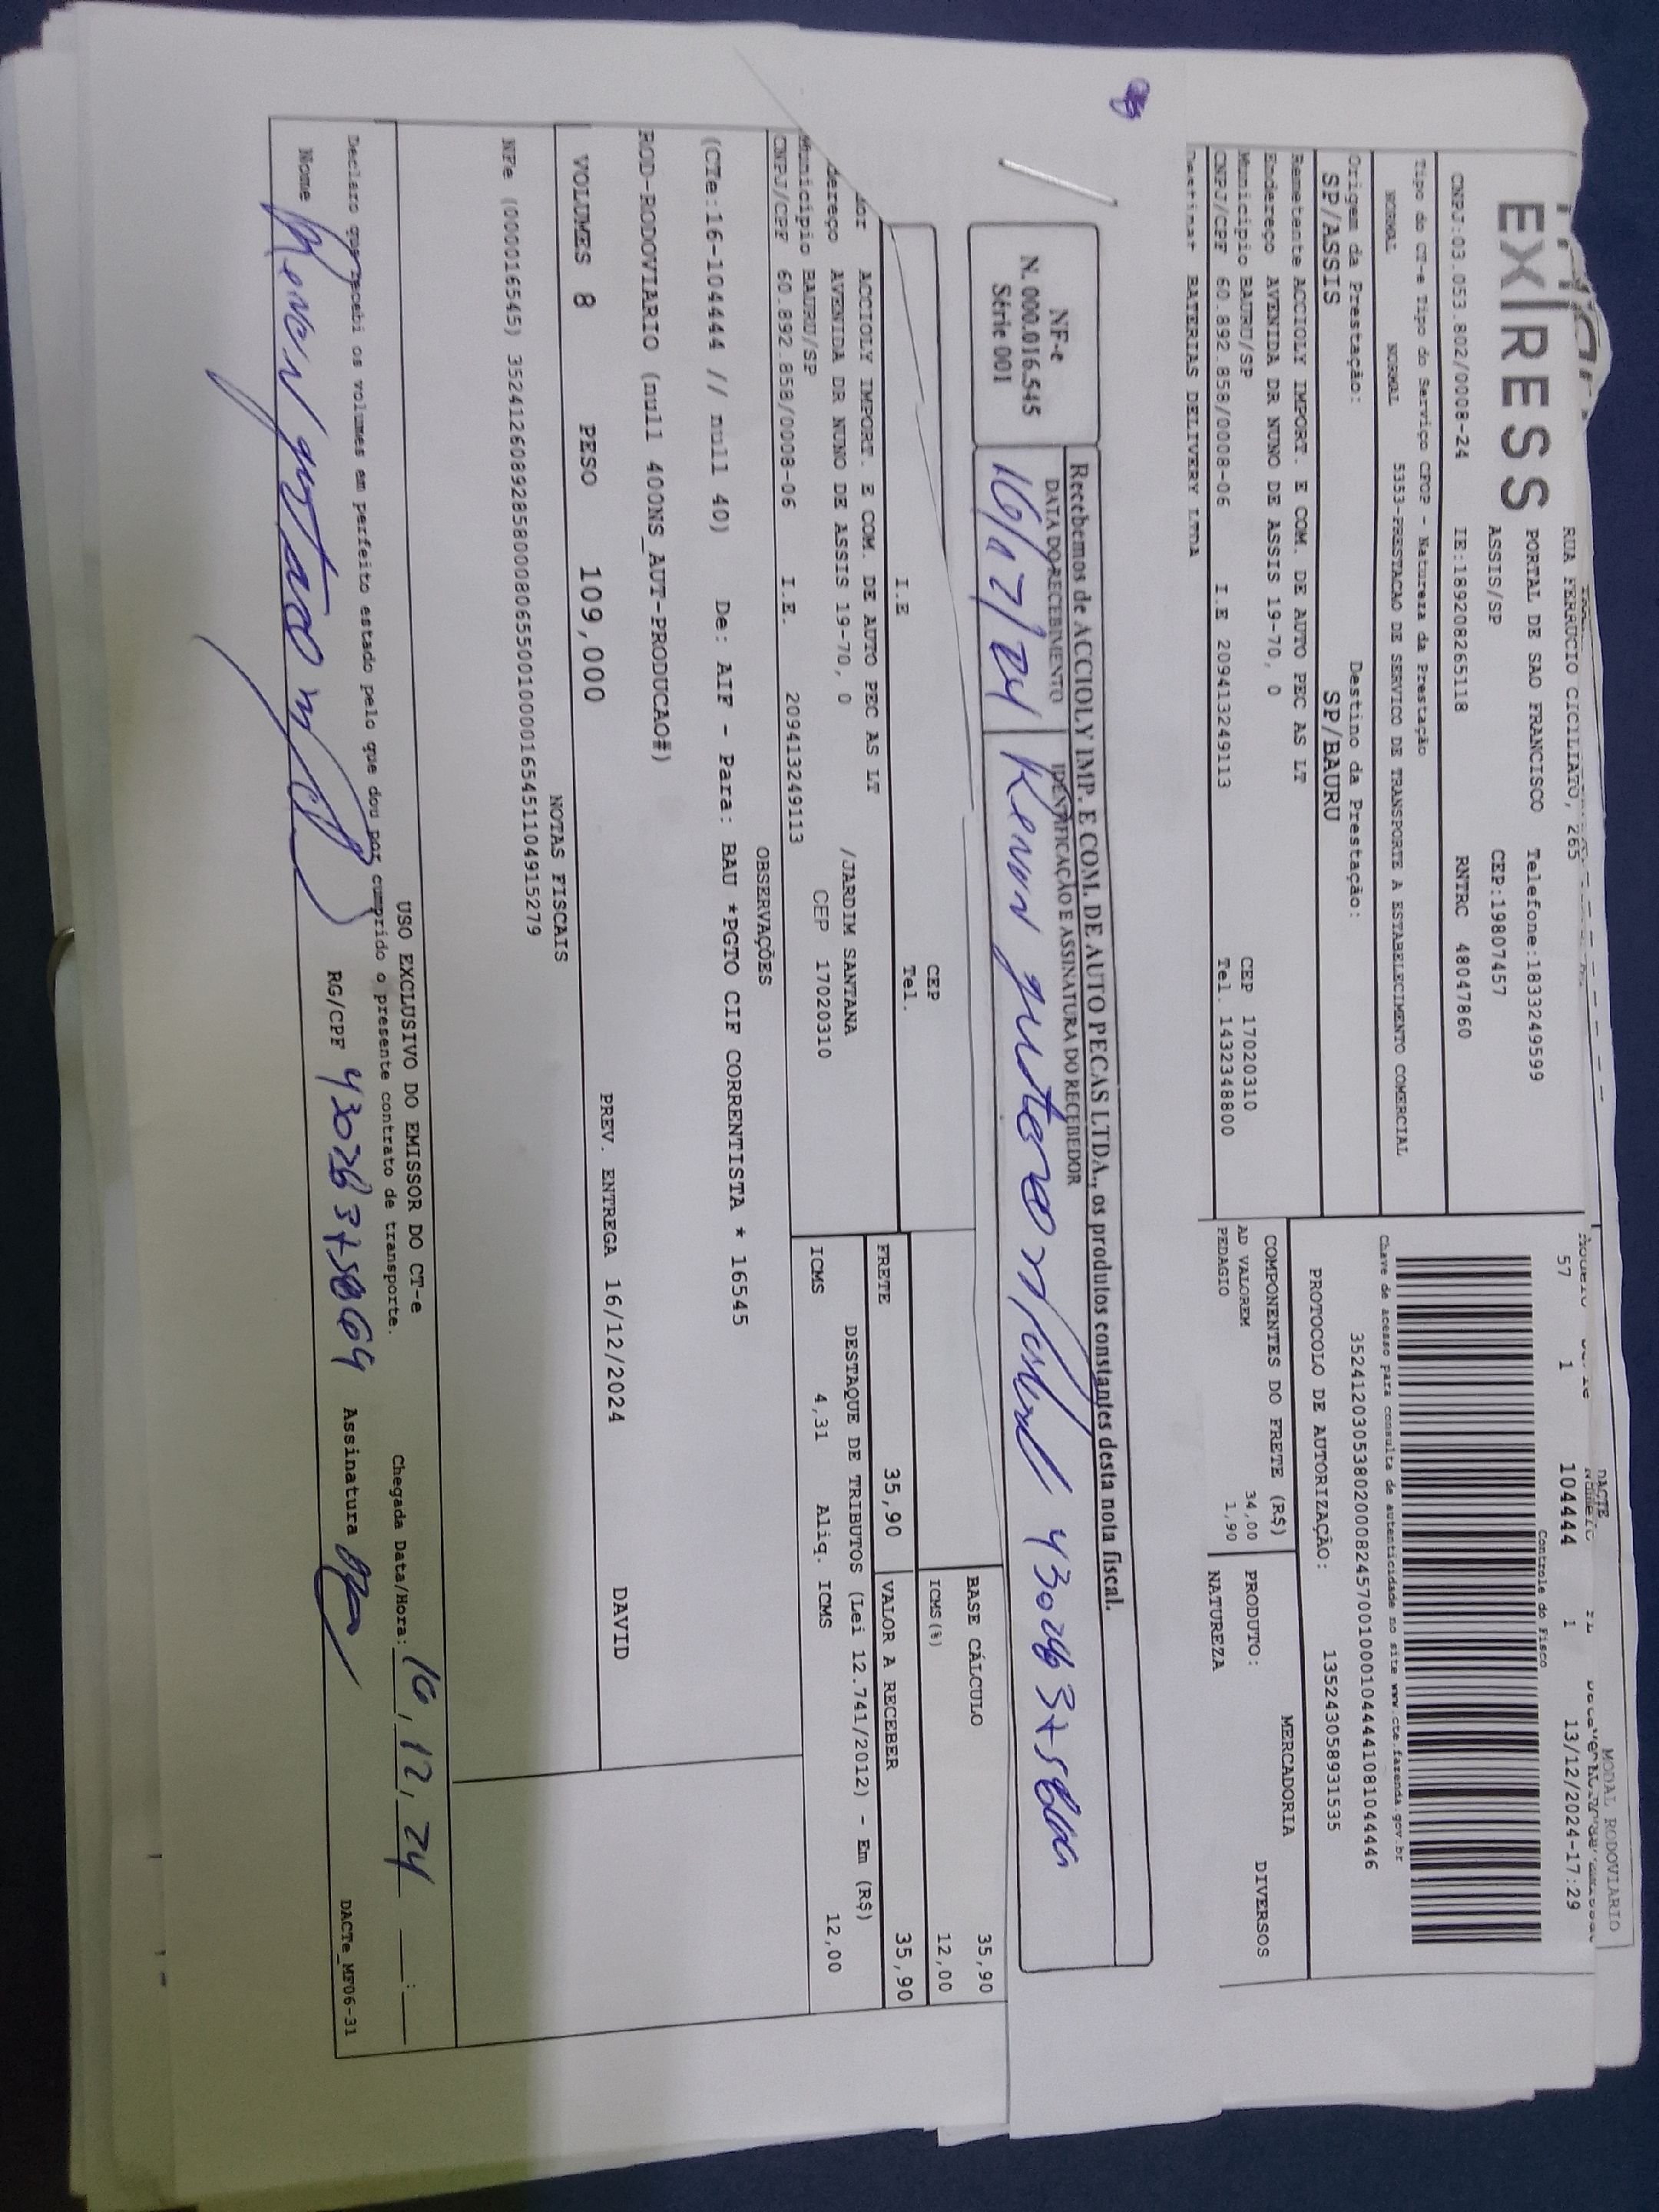 EX RESS
RUA FERRUCIO CICILIATO, 265
PORTAL DE SAO FRANCISCO Telefone:1833249599
ASSIS/SP CEP:19807457
CNPJ:03.053.802/0008-24 IE:189208265118 RNTRC 48047860
Tipo do CT-e Tipo do Serviço CFOP - Natureza da Prestação
NORMAL NORMAL 5353-PRESTACAO DE SERVICO DE TRANSPORTE A ESTABELECIMENTO COMERCIAL
Origem da Prestação: Destino da Prestação:
SP/ASSIS SP/BAURU
Remetente ACCIOLY IMPORT. E COM. DE AUTO PEC AS LT
Endereço AVENIDA DR NUNO DE ASSIS 19-70, 0
Municipio BAURU/SP CEP 17020310
CNPJ/CPF 60.892.858/0008-06 I.E 209413249113 Tel. 1432348800
Destinat BATERIAS DELIVERY LTDA
MODAL RODOVIARIO
DACTE
57 1 104444 1 13/12/2024-17:29
Controle do Fisco
Chave de acesso para consulta de autenticidade no site www.cte.fazenda.gov.br
35241203053802000824570010001044441081044446
PROTOCOLO DE AUTORIZAÇÃO: 135243058931535
COMPONENTES DO FRETE (R$)
AD VALOREM 34,00
PEDAGIO 1,90
MERCADORIA
PRODUTO: DIVERSOS
NATUREZA
NF-e
N. 000.016.545
Série 001
Recebemos de ACCIOLY IMP. E COM. DE AUTO PECAS LTDA., os produtos constantes desta nota fiscal.
DATA DO RECEBIMENTO IDENTIFICAÇÃO E ASSINATURA DO RECEBEDOR
16/12/24
CEP
I.E Tel.
BASE CÁLCULO 35,90
ICMS(%) 12,00
FRETE 35,90 VALOR A RECEBER 35,90
dor ACCIOLY IMPORT. E COM. DE AUTO PEC AS LT
dereço AVENIDA DR NUNO DE ASSIS 19-70, 0 /JARDIM SANTANA
Municipio BAURU/SP CEP 17020310
CNPJ/CPF 60.892.858/0008-06 I.E. 209413249113
DESTAQUE DE TRIBUTOS (Lei 12.741/2012) - Em (R$)
ICMS 4,31 Aliq. ICMS 12,00
OBSERVAÇÕES
(CTe:16-104444 // null 40) De: AIF - Para: BAU *PGTO CIF CORRENTISTA * 16545
ROD-RODOVIARIO (null 400NS_AUT-PRODUCAO#)
VOLUMES 8 PESO 109,000 PREV. ENTREGA 16/12/2024 DAVID
NOTAS FISCAIS
NFe (000016545) 35241260892858000806550010000165451104915279
USO EXCLUSIVO DO EMISSOR DO CT-e
Declaro que recebi os volumes em perfeito estado pelo que dou por cumprido o presente contrato de transporte.
Chegada Data/Hora: 16, 12, 24 :
Nome RG/CPF Assinatura
DACTe_MF06-31